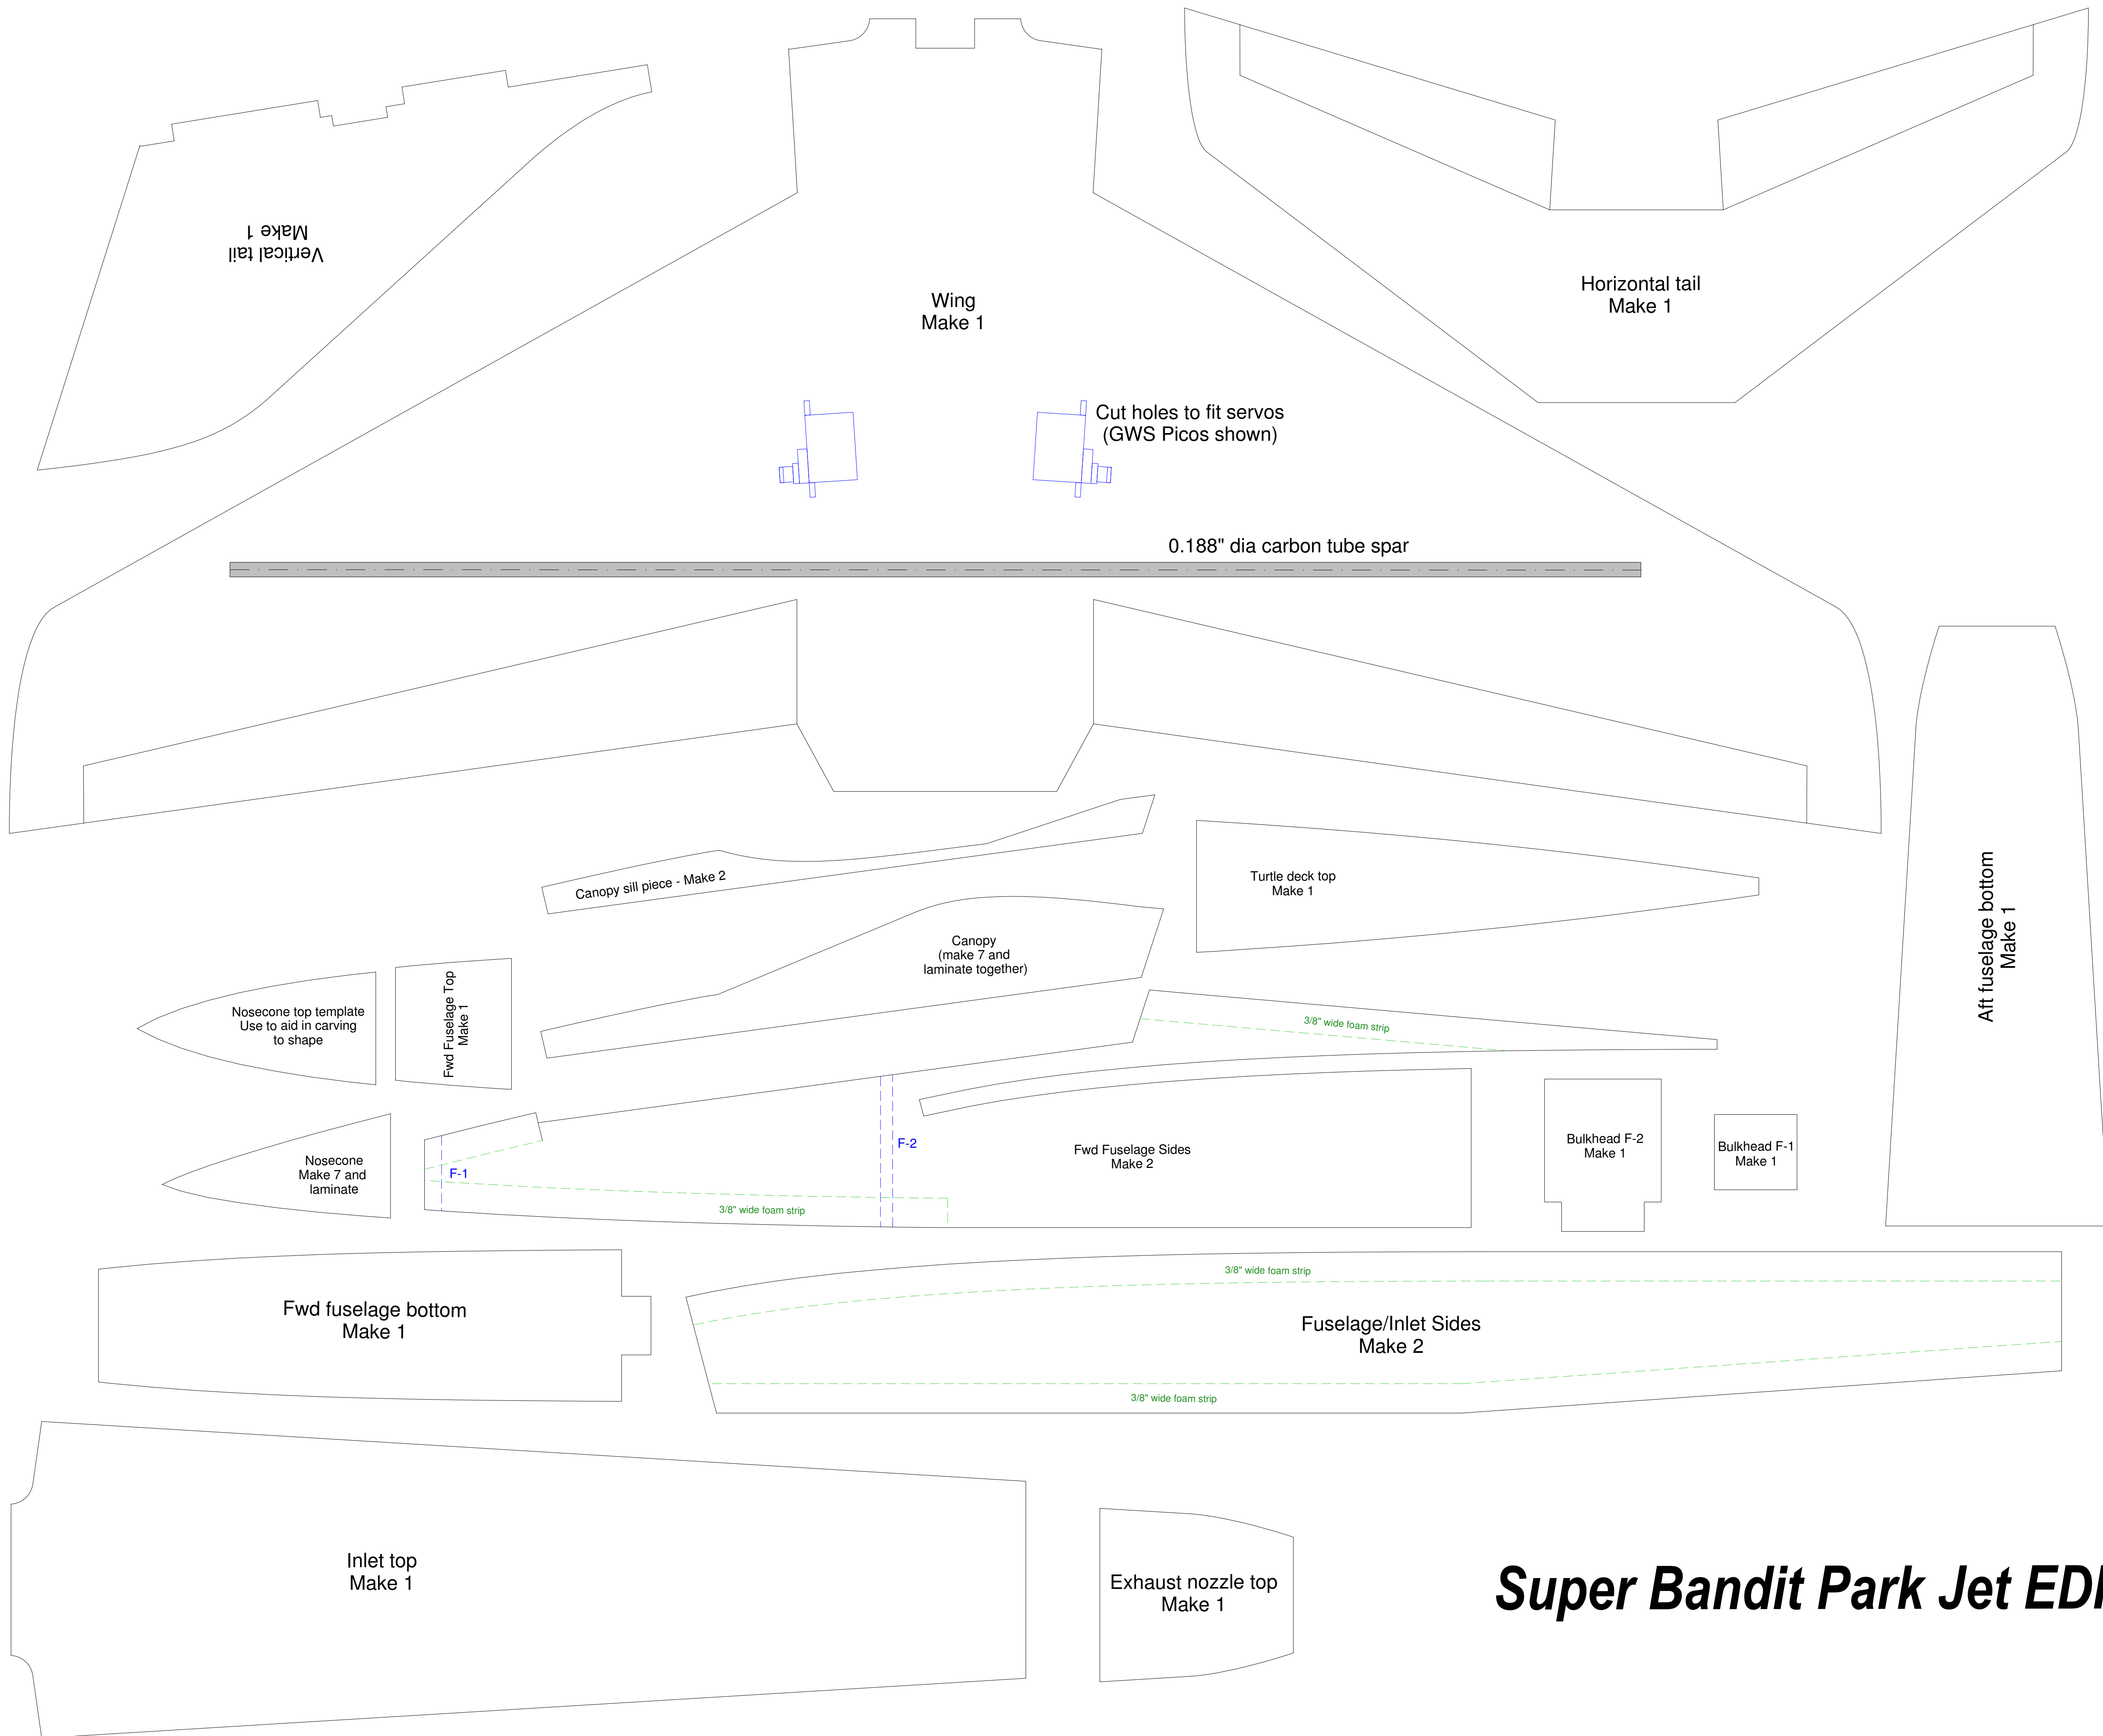 Vertical tail
Make 1
Wing
Make 1
Horizontal tail
Make 1
Cut holes to fit servos
(GWS Picos shown)
0.188" dia carbon tube spar
Canopy sill piece - Make 2
Turtle deck top
Make 1
Aft fuselage bottom
Make 1
Canopy
(make 7 and
laminate together)
Nosecone top template
Use to aid in carving
to shape
Fwd Fuselage Top
Make 1
3/8" wide foam strip
F-2
Fwd Fuselage Sides
Make 2
Bulkhead F-2
Make 1
Bulkhead F-1
Make 1
Nosecone
Make 7 and
laminate
F-1
3/8" wide foam strip
3/8" wide foam strip
Fwd fuselage bottom
Make 1
Fuselage/Inlet Sides
Make 2
3/8" wide foam strip
Inlet top
Make 1
Exhaust nozzle top
Make 1
Super Bandit Park Jet